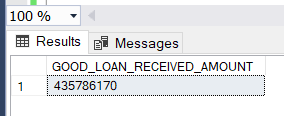 100 %
Results Messages
GOOD_LOAN_RECEIVED_AMOUNT
1 435786170